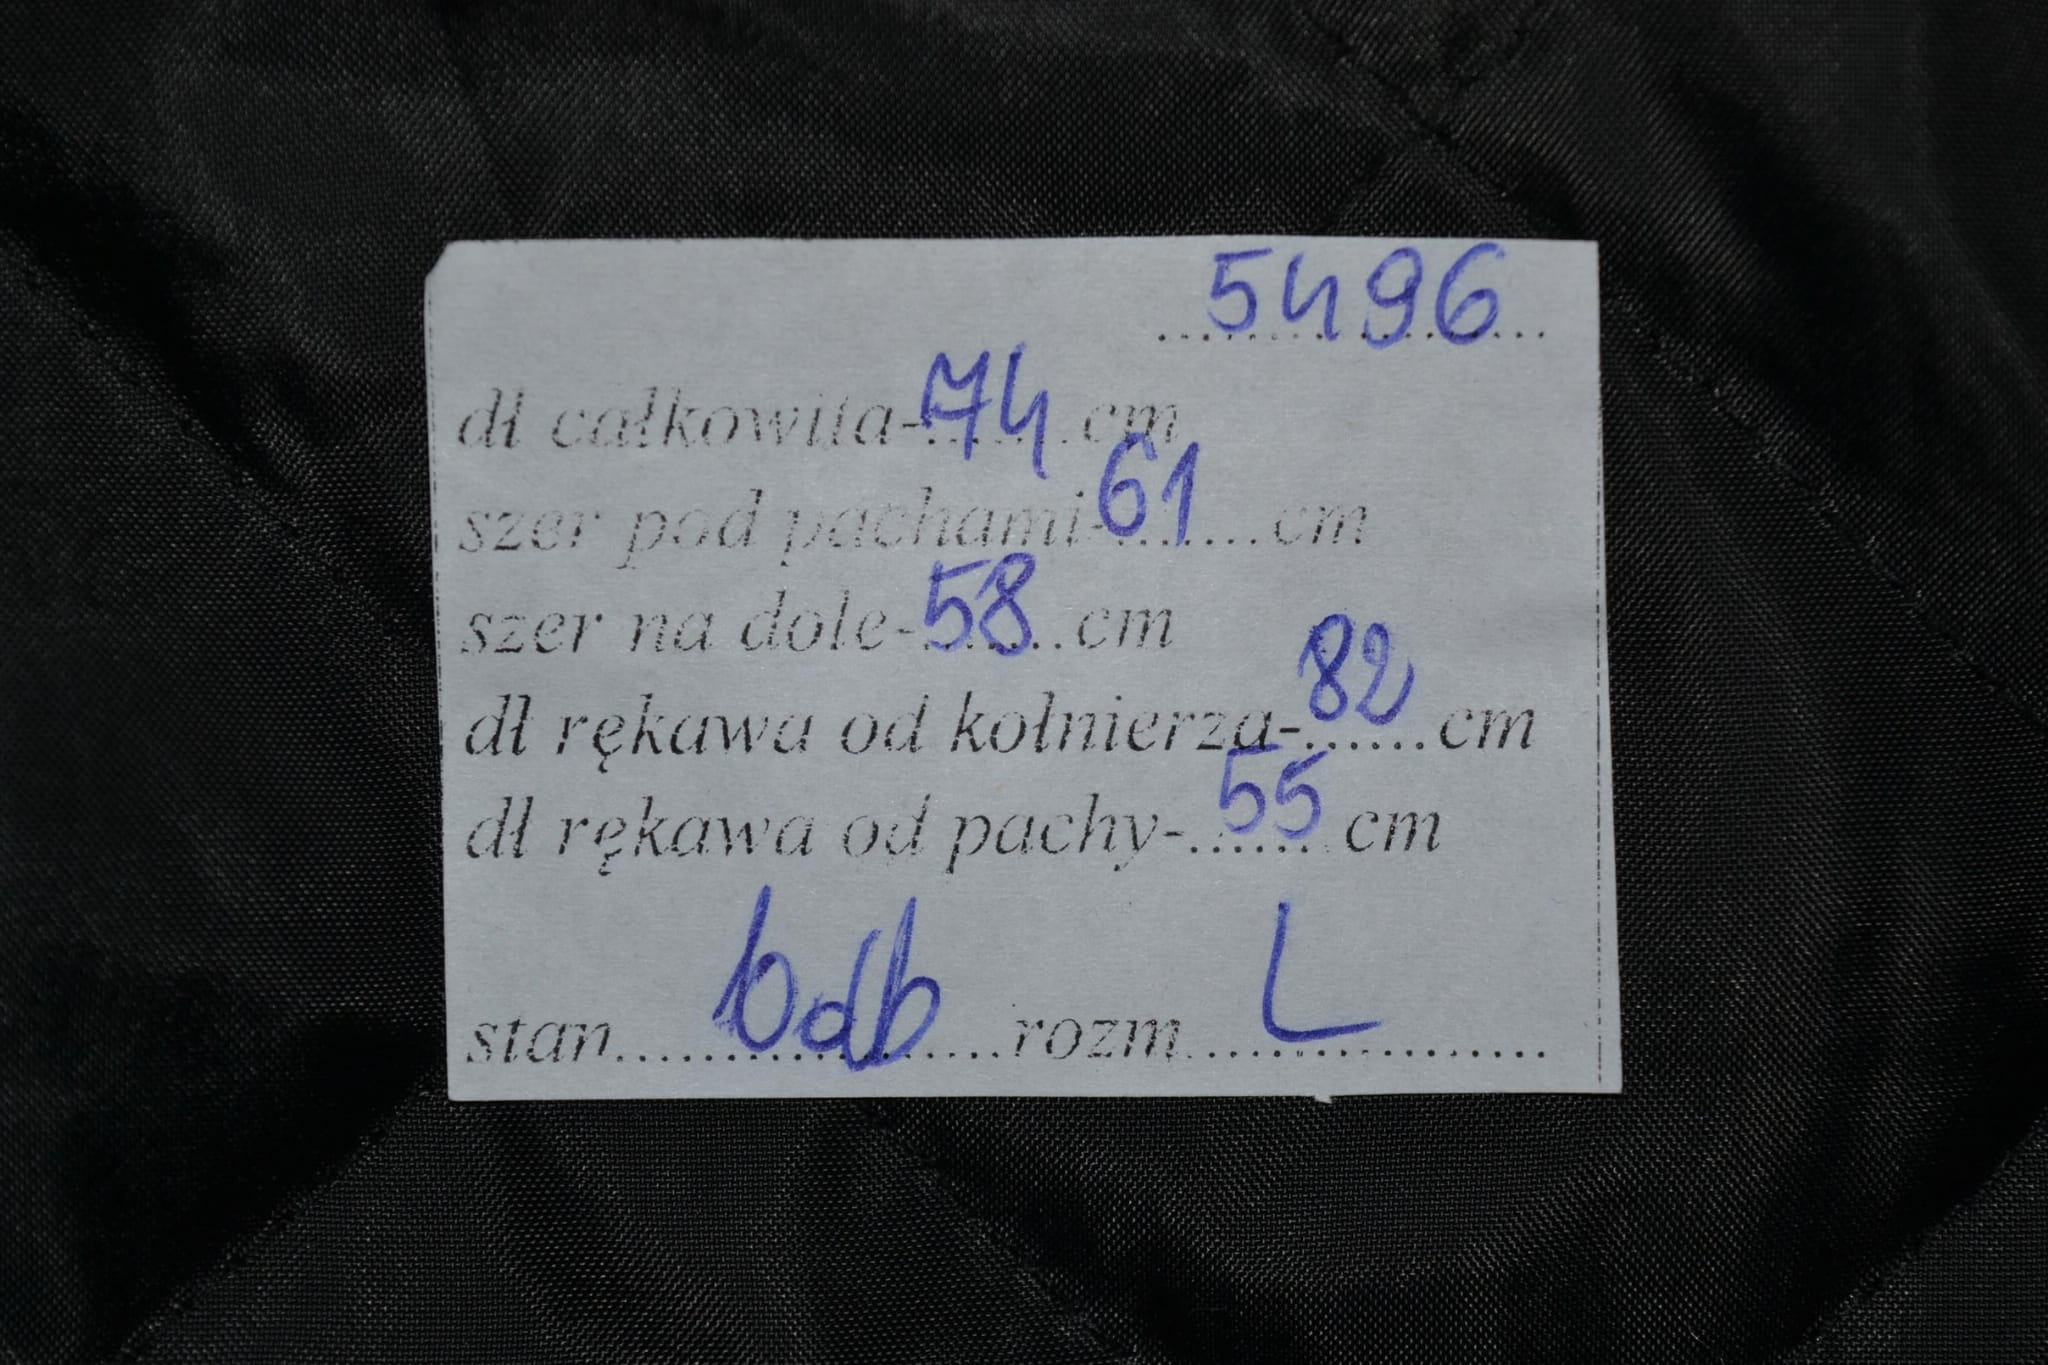 5496
dł całkowita-74 cm
szer pod pachami-61 cm
szer na dole-58 cm
dł rękawa od kołnierza-82 cm
dł rękawa od pachy-55 cm
stan bdb rozm L